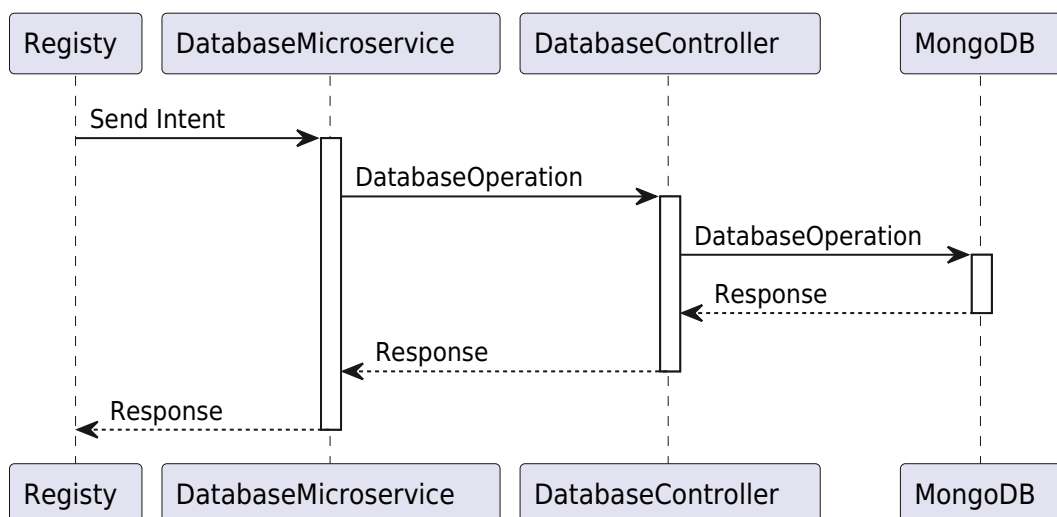 Registy
DatabaseMicroservice
DatabaseController
MongoDB
Send Intent
DatabaseOperation
DatabaseOperation
Response
Response
Response
Registy
DatabaseMicroservice
DatabaseController
MongoDB